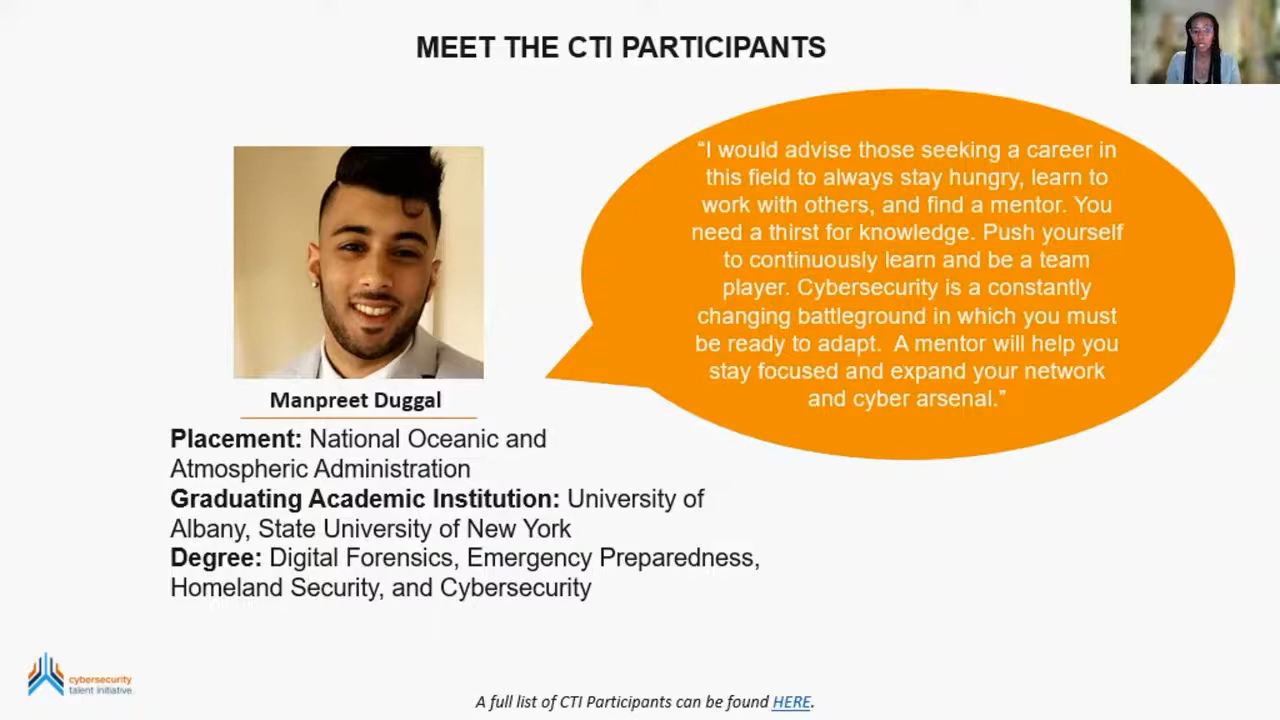 MEET THE CTI PARTICIPANTS
“I would advise those seeking a career in
this field to always stay hungry, learn to
work with others, and find a mentor. You
need a thirst for knowledge. Push yourself
to continuously learn and be a team
player. Cybersecurity is a constantly
changing battleground in which you must
be ready to adapt.  A mentor will help you
stay focused and expand your network
and cyber arsenal.”
Manpreet Duggal
Placement: National Oceanic and
Atmospheric Administration
Graduating Academic Institution: University of
Albany, State University of New York
Degree: Digital Forensics, Emergency Preparedness,
Homeland Security, and Cybersecurity
cybersecurity
talent initiative
A full list of CTI Participants can be found HERE.